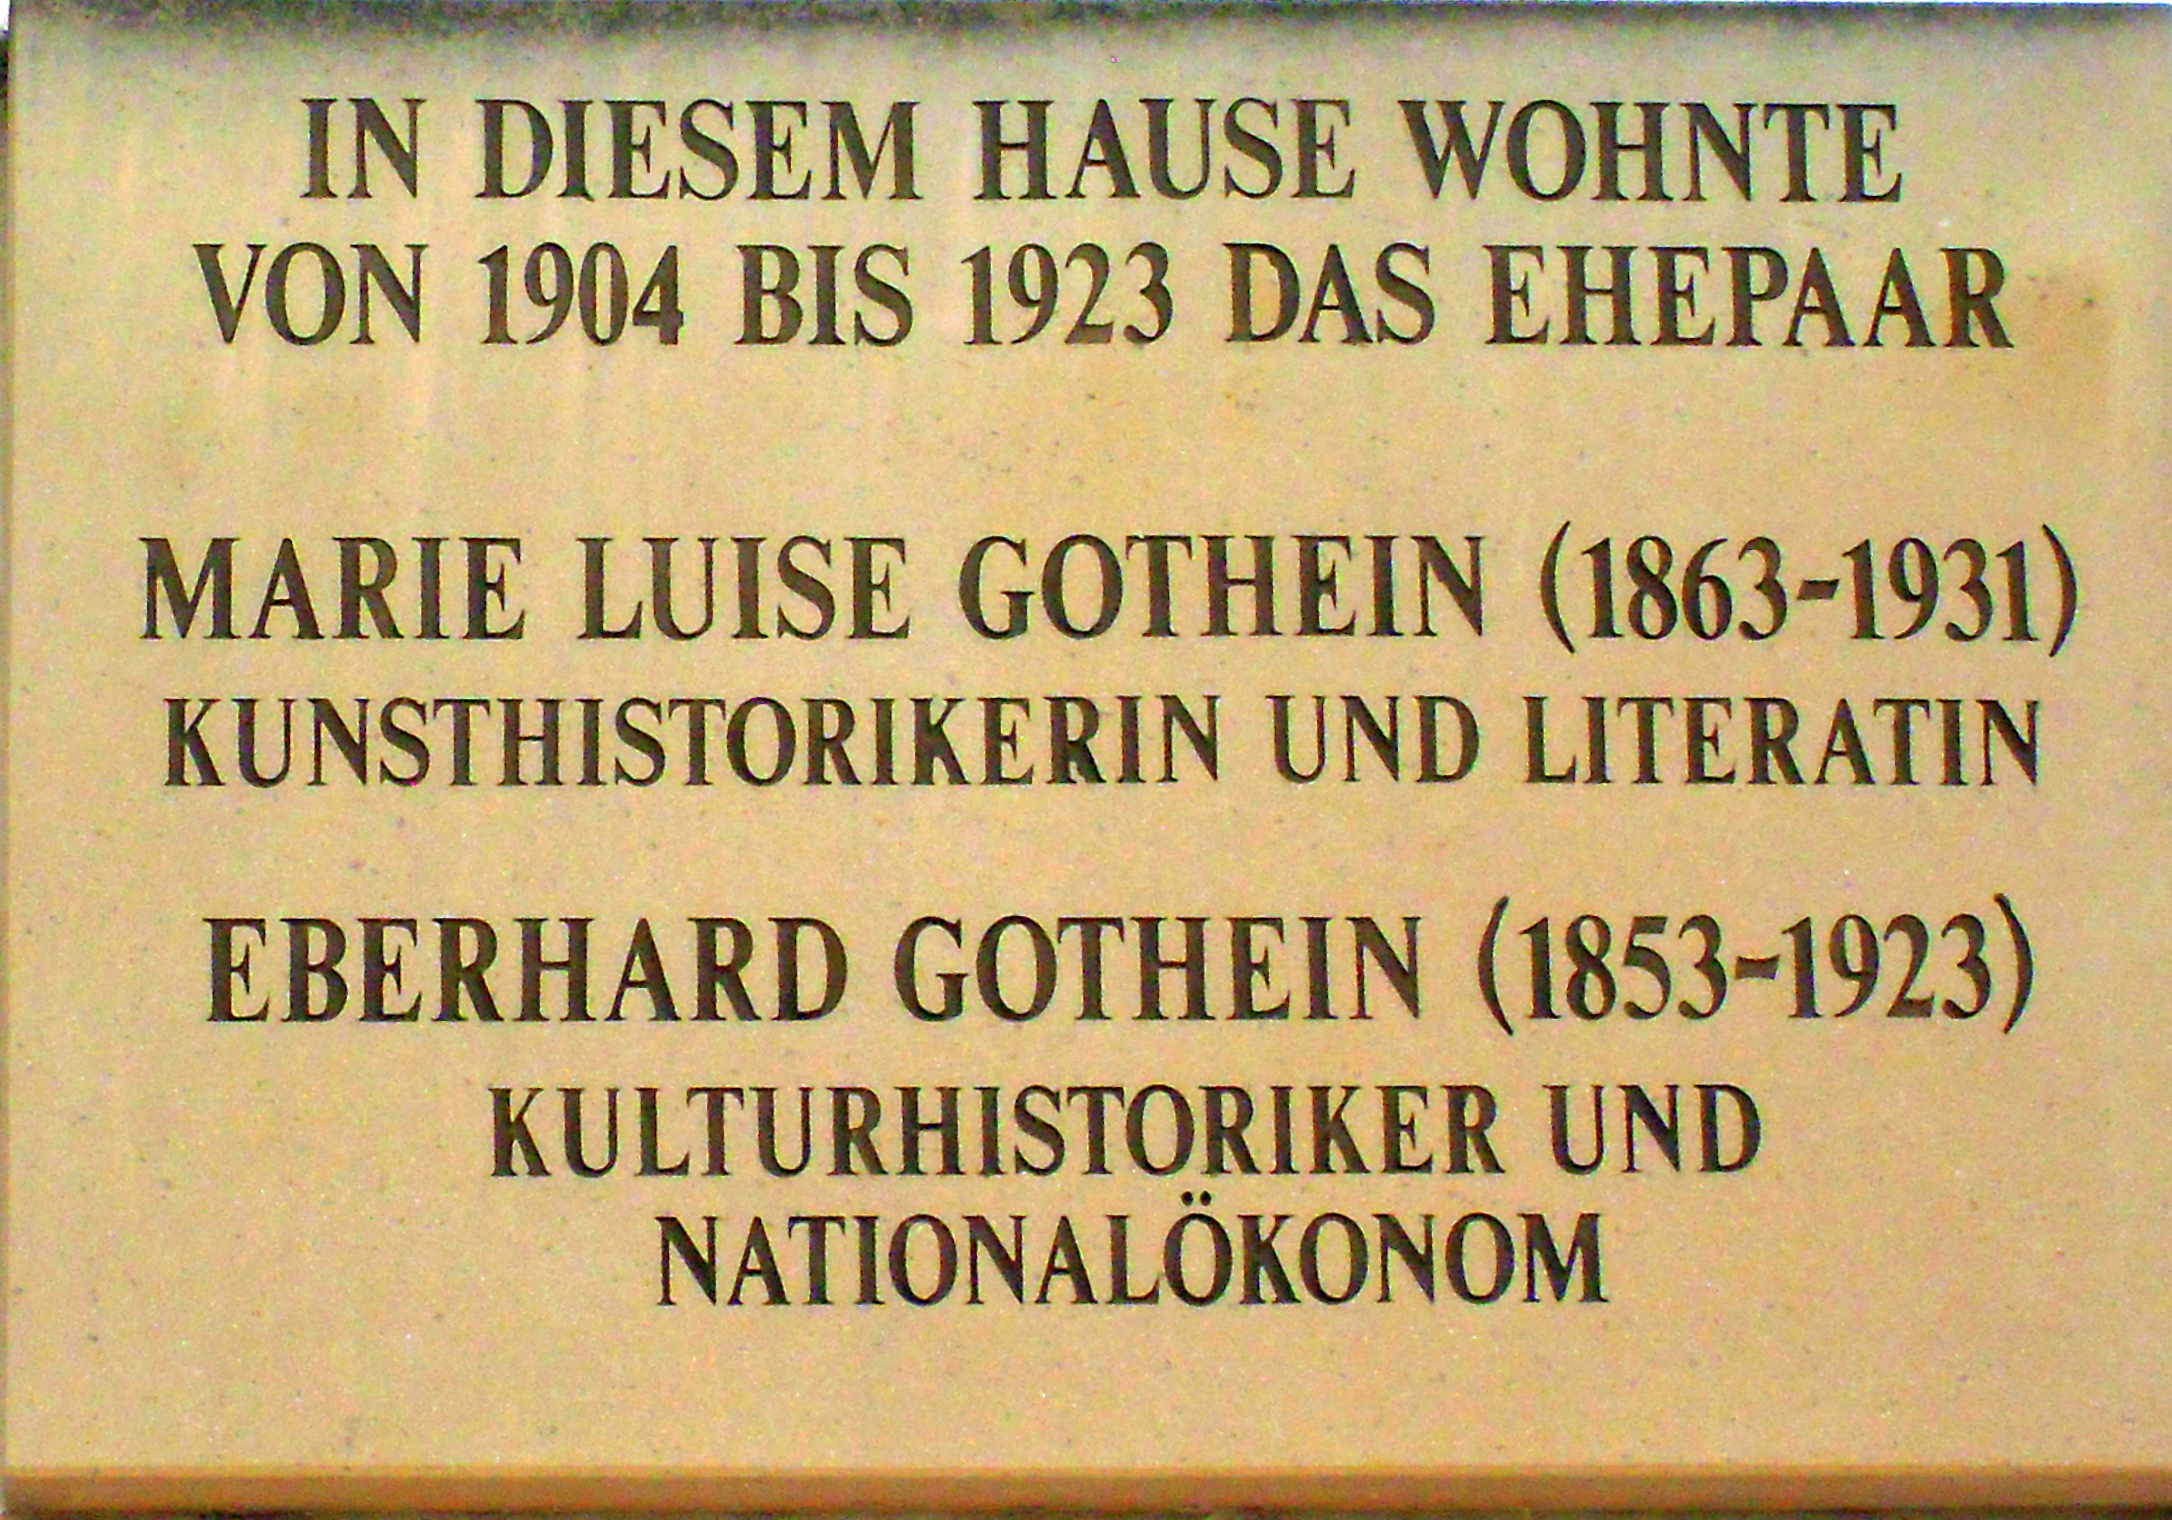 IN DIESEM HAUSE WOHNTE
VON 1904 BIS 1923 DAS EHEPAAR
MARIE LUISE GOTHEIN (1863-1931)
KUNSTHISTORIKERIN UND LITERATIN
EBERHARD GOTHEIN (1853-1923)
KULTURHISTORIKER UND
NATIONALÖKONOM